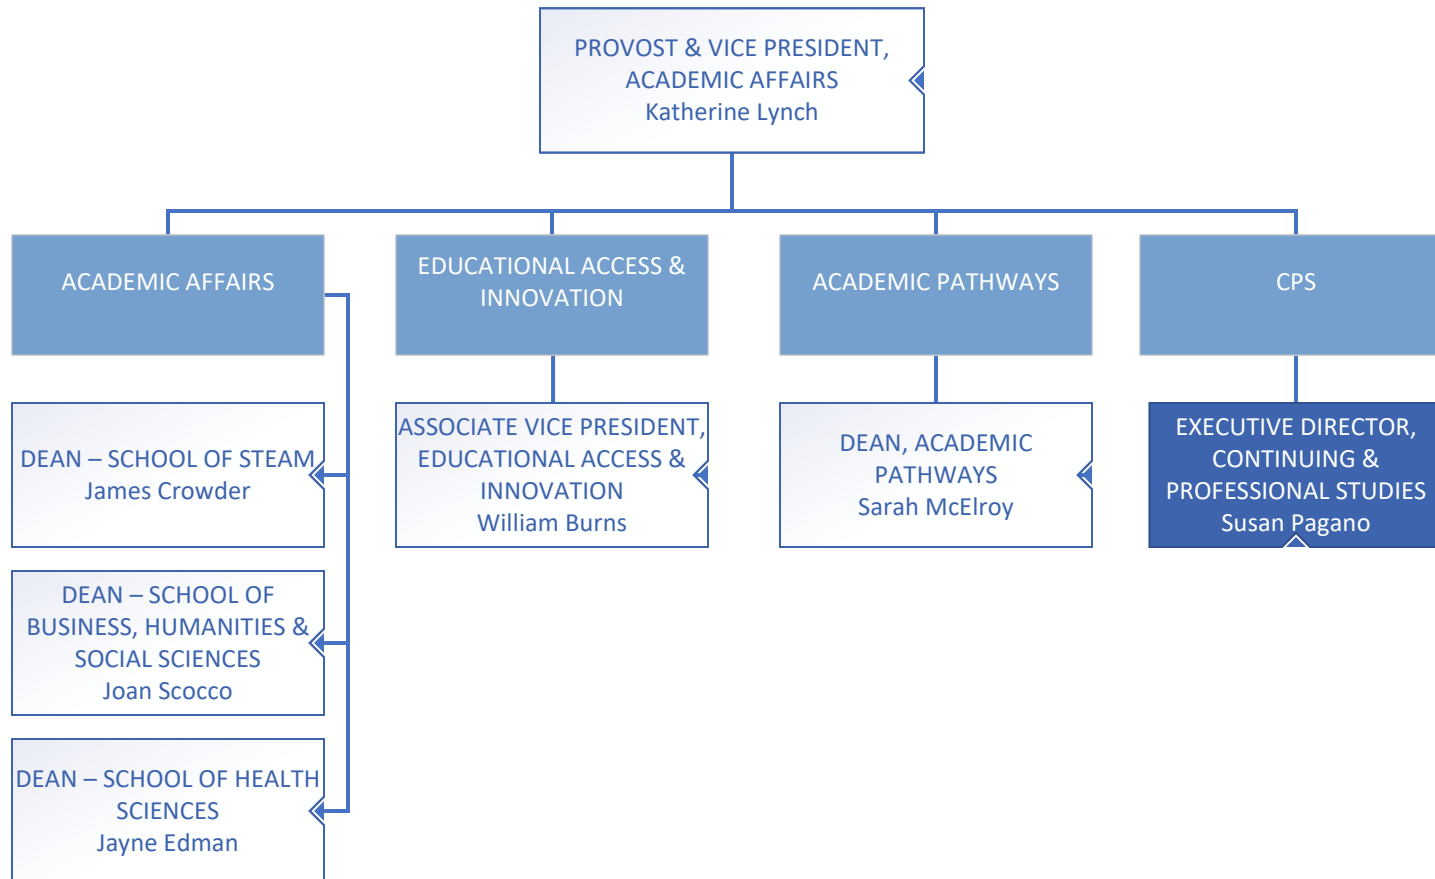 PROVOST & VICE PRESIDENT,
ACADEMIC AFFAIRS
Katherine Lynch
ACADEMIC AFFAIRS
EDUCATIONAL ACCESS &
INNOVATION
ACADEMIC PATHWAYS
CPS
DEAN – SCHOOL OF STEAM
James Crowder
ASSOCIATE VICE PRESIDENT,
EDUCATIONAL ACCESS &
INNOVATION
William Burns
DEAN, ACADEMIC
PATHWAYS
Sarah McElroy
EXECUTIVE DIRECTOR,
CONTINUING &
PROFESSIONAL STUDIES
Susan Pagano
DEAN – SCHOOL OF
BUSINESS, HUMANITIES &
SOCIAL SCIENCES
Joan Scocco
DEAN – SCHOOL OF HEALTH
SCIENCES
Jayne Edman